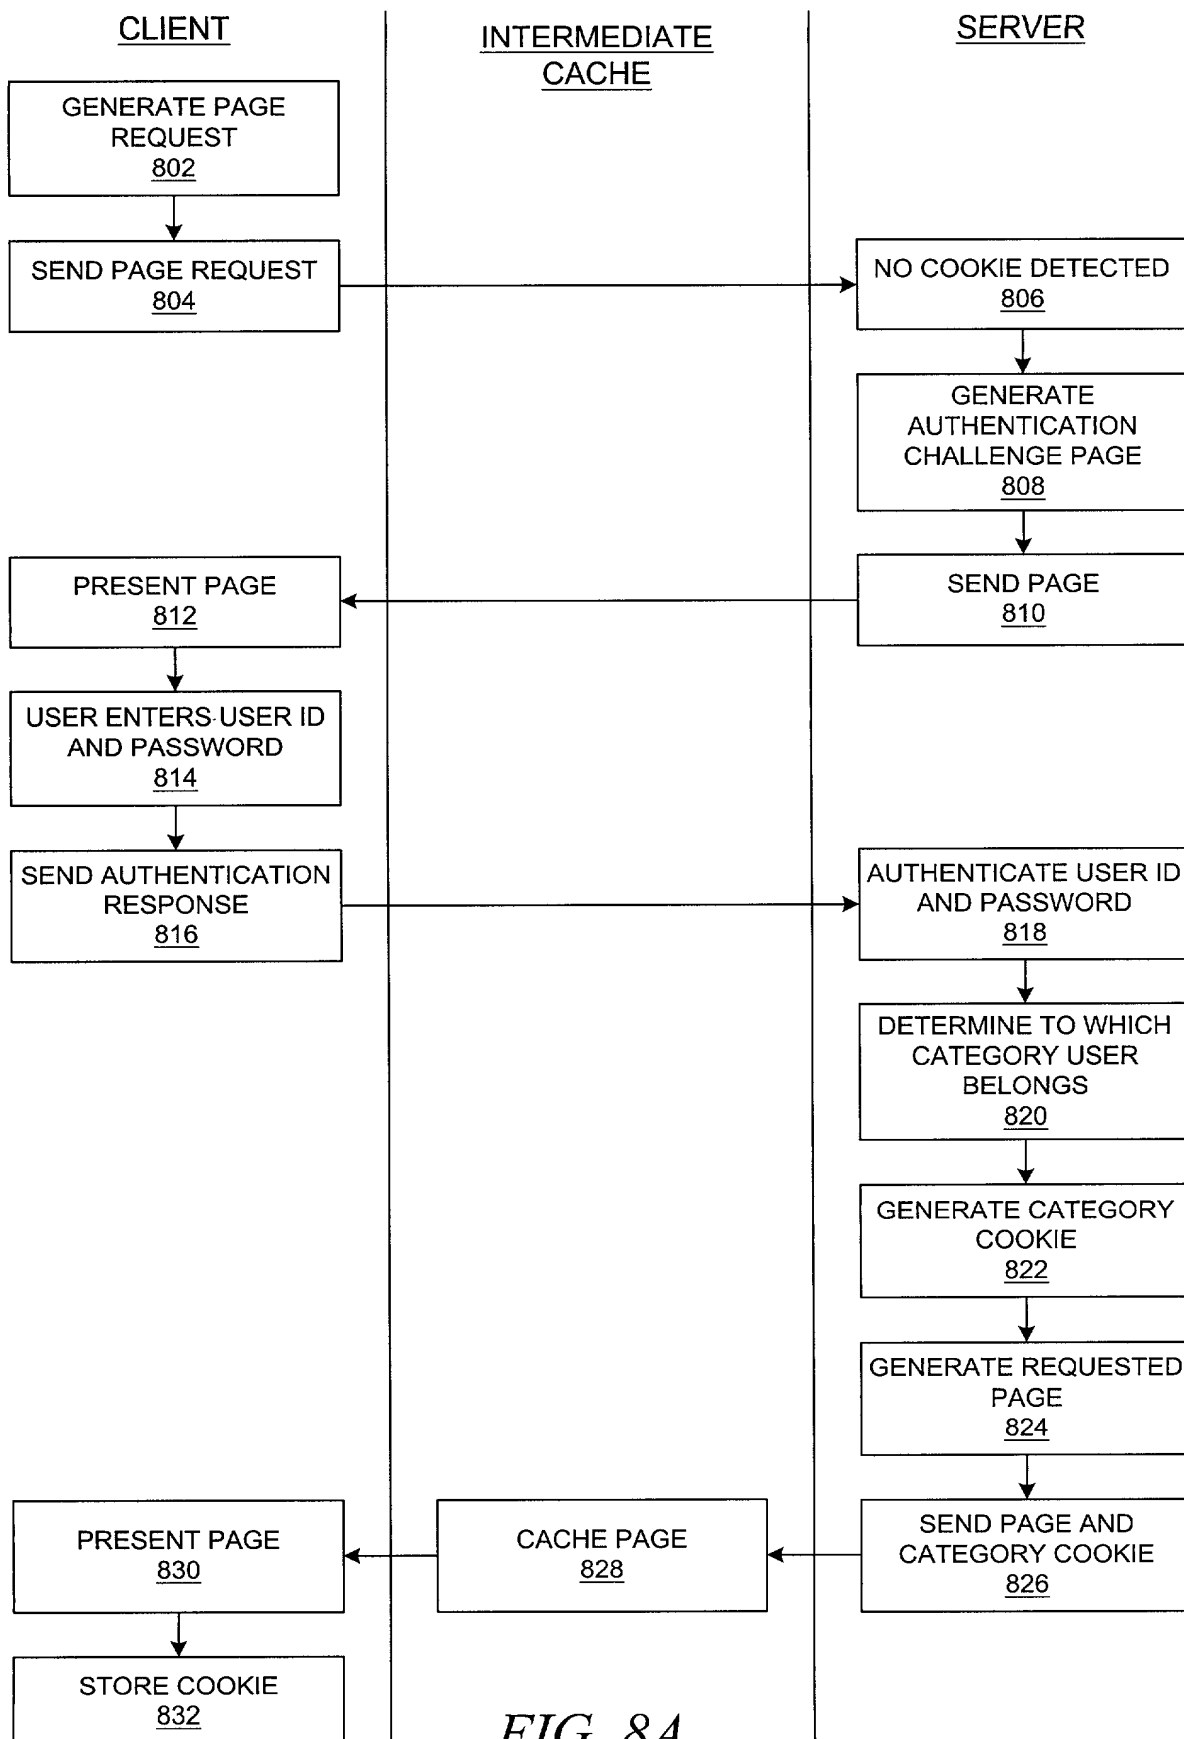 CLIENT
INTERMEDIATE
CACHE
SERVER
GENERATE PAGE
REQUEST
802
SEND PAGE REQUEST
804
NO COOKIE DETECTED
806
GENERATE
AUTHENTICATION
CHALLENGE PAGE
808
PRESENT PAGE
812
SEND PAGE
810
USER ENTERS USER ID
AND PASSWORD
814
SEND AUTHENTICATION
RESPONSE
816
AUTHENTICATE USER ID
AND PASSWORD
818
DETERMINE TO WHICH
CATEGORY USER
BELONGS
820
GENERATE CATEGORY
COOKIE
822
GENERATE REQUESTED
PAGE
824
PRESENT PAGE
830
CACHE PAGE
828
SEND PAGE AND
CATEGORY COOKIE
826
STORE COOKIE
832
FIG. 8A